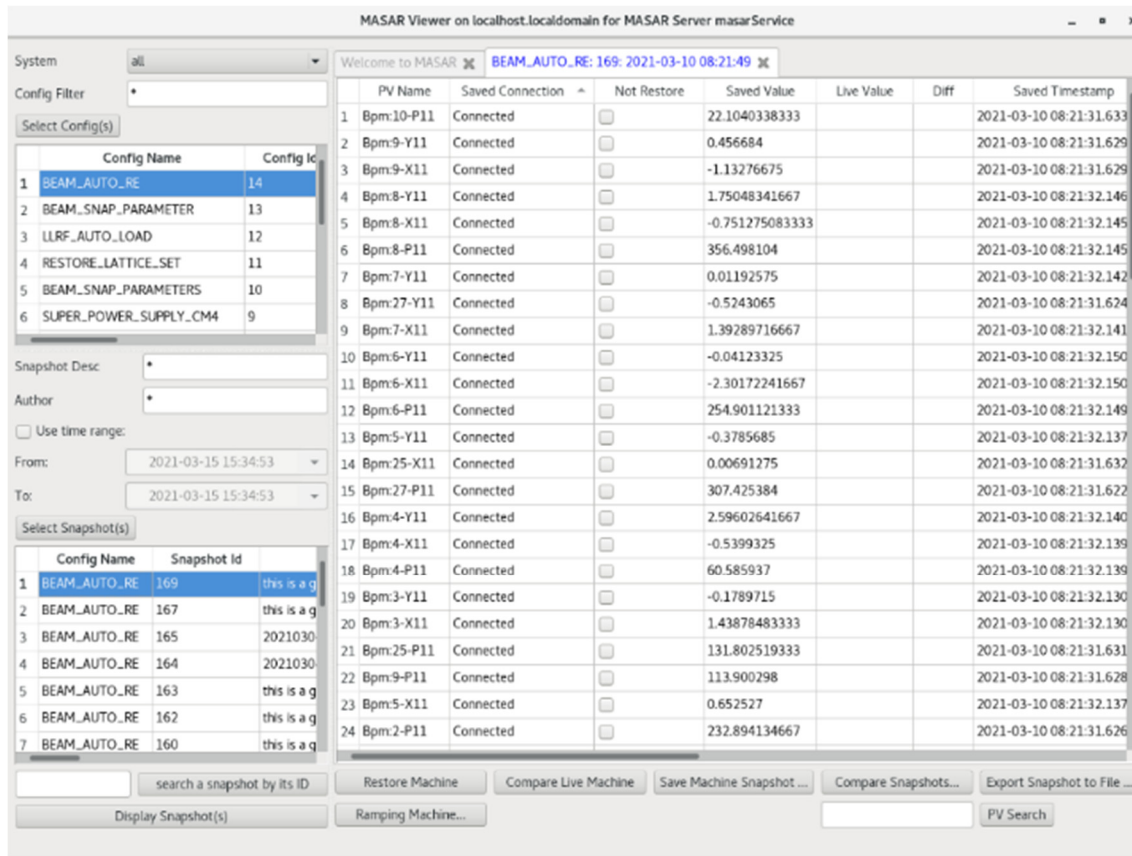 MASAR Viewer on localhost.localdomain for MASAR Server masarService
System all
Config Filter *
Select Config(s)
Config Name Config Id
1 BEAM_AUTO_RE 14
2 BEAM_SNAP_PARAMETER 13
3 LLRF_AUTO_LOAD 12
4 RESTORE_LATTICE_SET 11
5 BEAM_SNAP_PARAMETERS 10
6 SUPER_POWER_SUPPLY_CM4 9
Snapshot Desc *
Author *
Use time range:
From: 2021-03-15 15:34:53
To: 2021-03-15 15:34:53
Select Snapshot(s)
Config Name Snapshot Id
1 BEAM_AUTO_RE 169 this is a g
2 BEAM_AUTO_RE 167 this is a g
3 BEAM_AUTO_RE 165 2021030
4 BEAM_AUTO_RE 164 2021030
5 BEAM_AUTO_RE 163 this is a g
6 BEAM_AUTO_RE 162 this is a g
7 BEAM_AUTO_RE 160 this is a g
search a snapshot by its ID
Display Snapshot(s)
Welcome to MASAR BEAM_AUTO_RE: 169: 2021-03-10 08:21:49
PV Name Saved Connection Not Restore Saved Value Live Value Diff Saved Timestamp
1 Bpm:10-P11 Connected 22.1040338333 2021-03-10 08:21:31.633
2 Bpm:9-Y11 Connected 0.456684 2021-03-10 08:21:31.629
3 Bpm:9-X11 Connected -1.13276675 2021-03-10 08:21:31.629
4 Bpm:8-Y11 Connected 1.75048341667 2021-03-10 08:21:32.146
5 Bpm:8-X11 Connected -0.751275083333 2021-03-10 08:21:32.145
6 Bpm:8-P11 Connected 356.498104 2021-03-10 08:21:32.145
7 Bpm:7-Y11 Connected 0.01192575 2021-03-10 08:21:32.142
8 Bpm:27-Y11 Connected -0.5243065 2021-03-10 08:21:31.624
9 Bpm:7-X11 Connected 1.39289716667 2021-03-10 08:21:32.141
10 Bpm:6-Y11 Connected -0.04123325 2021-03-10 08:21:32.150
11 Bpm:6-X11 Connected -2.30172241667 2021-03-10 08:21:32.150
12 Bpm:6-P11 Connected 254.901121333 2021-03-10 08:21:32.149
13 Bpm:5-Y11 Connected -0.3785685 2021-03-10 08:21:32.137
14 Bpm:25-X11 Connected 0.00691275 2021-03-10 08:21:31.632
15 Bpm:27-P11 Connected 307.425384 2021-03-10 08:21:31.622
16 Bpm:4-Y11 Connected 2.59602641667 2021-03-10 08:21:32.140
17 Bpm:4-X11 Connected -0.5399325 2021-03-10 08:21:32.139
18 Bpm:4-P11 Connected 60.585937 2021-03-10 08:21:32.139
19 Bpm:3-Y11 Connected -0.1789715 2021-03-10 08:21:32.130
20 Bpm:3-X11 Connected 1.43878483333 2021-03-10 08:21:32.130
21 Bpm:25-P11 Connected 131.802519333 2021-03-10 08:21:31.631
22 Bpm:9-P11 Connected 113.900298 2021-03-10 08:21:31.628
23 Bpm:5-X11 Connected 0.652527 2021-03-10 08:21:32.137
24 Bpm:2-P11 Connected 232.894134667 2021-03-10 08:21:31.626
Restore Machine Compare Live Machine Save Machine Snapshot ... Compare Snapshots... Export Snapshot to File ...
Ramping Machine... PV Search